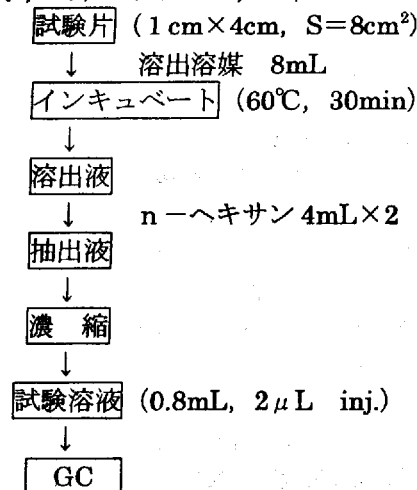 試験片 (1cm×4cm, S=8cm²)
↓ 溶出溶媒 8mL
インキュベート (60℃, 30min)
↓
溶出液
↓ n－ヘキサン 4mL×2
抽出液
↓
濃 縮
↓
試験溶液 (0.8mL, 2μL inj.)
↓
GC